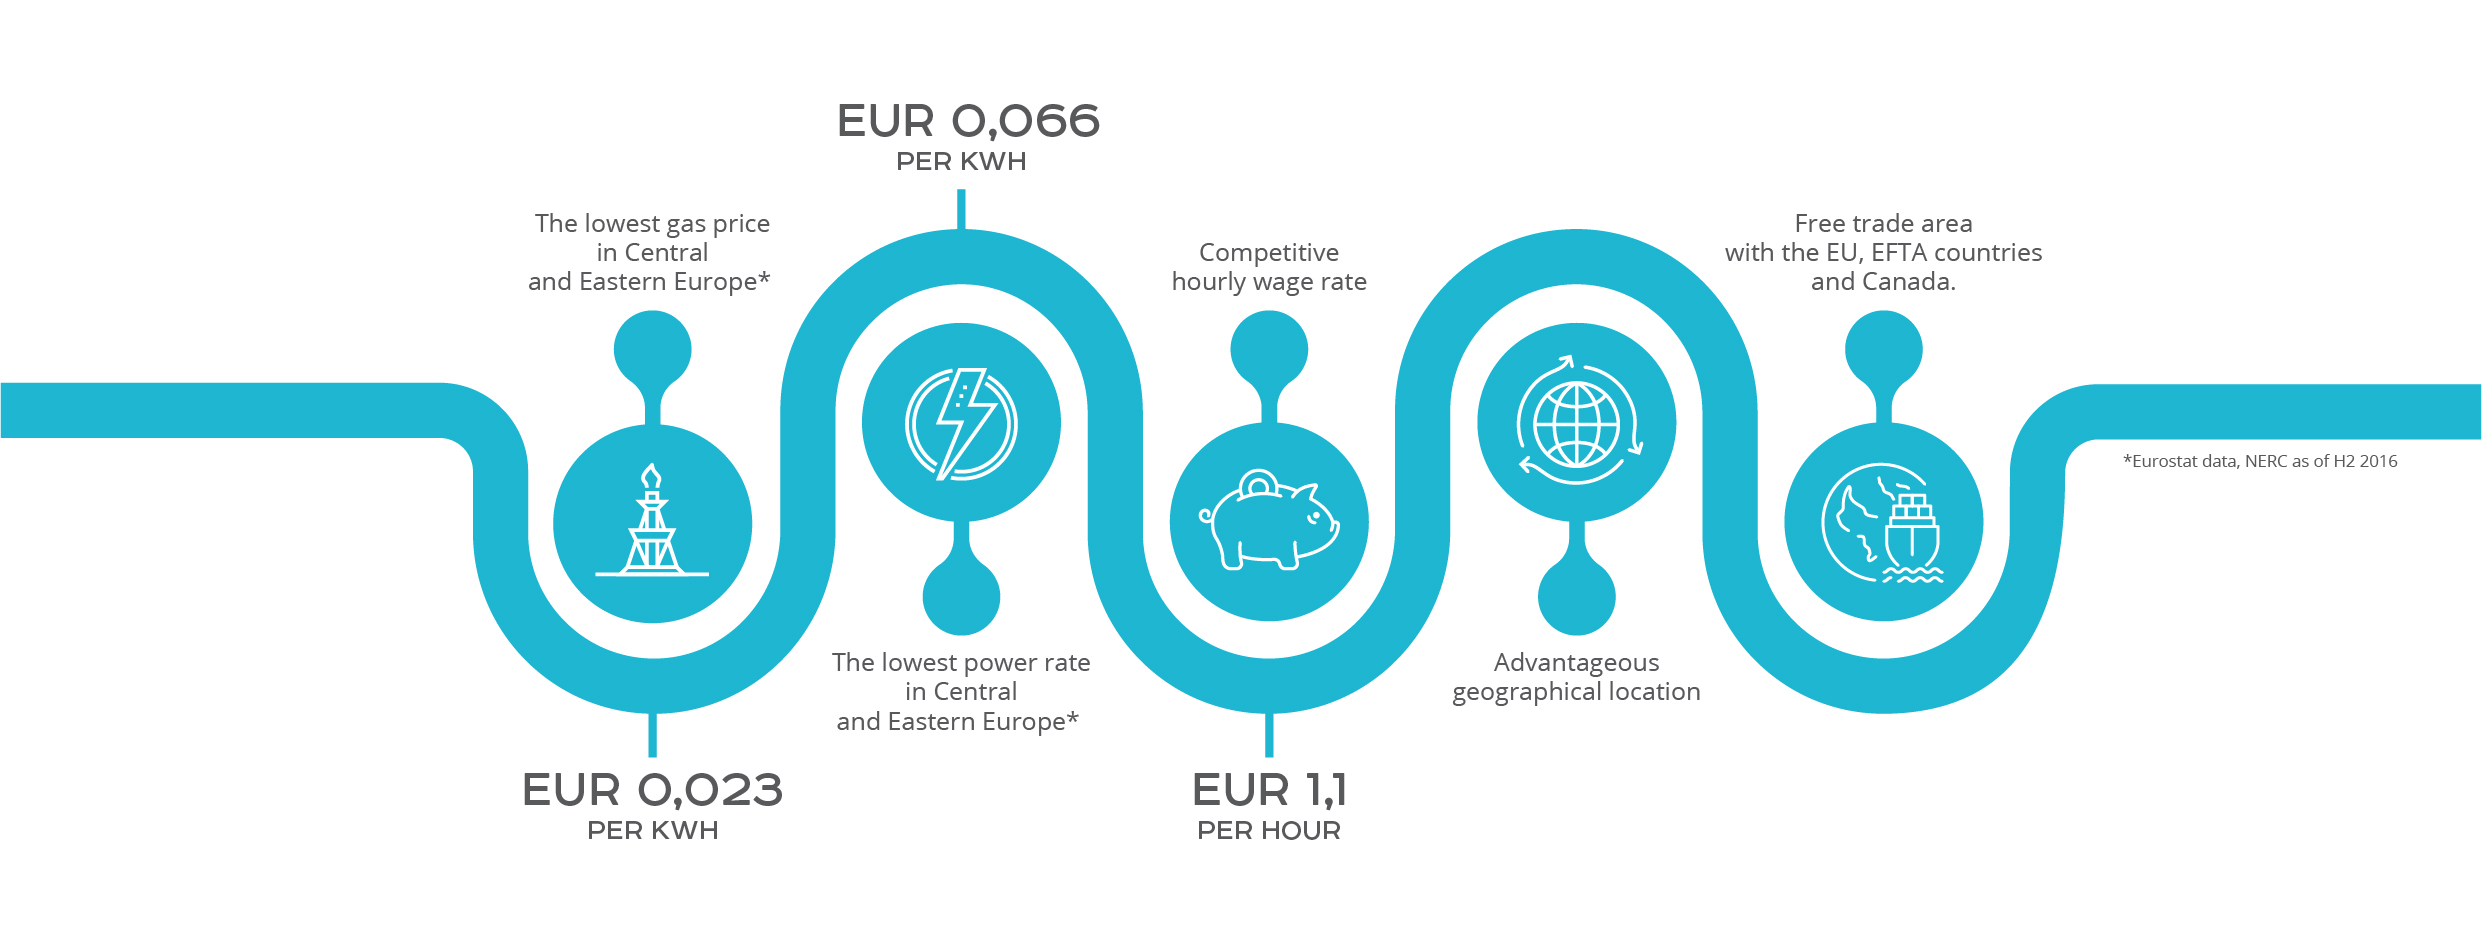 The lowest gas price
in Central
and Eastern Europe*
EUR 0,023
PER KWH
EUR 0,066
PER KWH
The lowest power rate
in Central
and Eastern Europe*
Competitive
hourly wage rate
EUR 1,1
PER HOUR
Advantageous
geographical location
Free trade area
with the EU, EFTA countries
and Canada.
*Eurostat data, NERC as of H2 2016